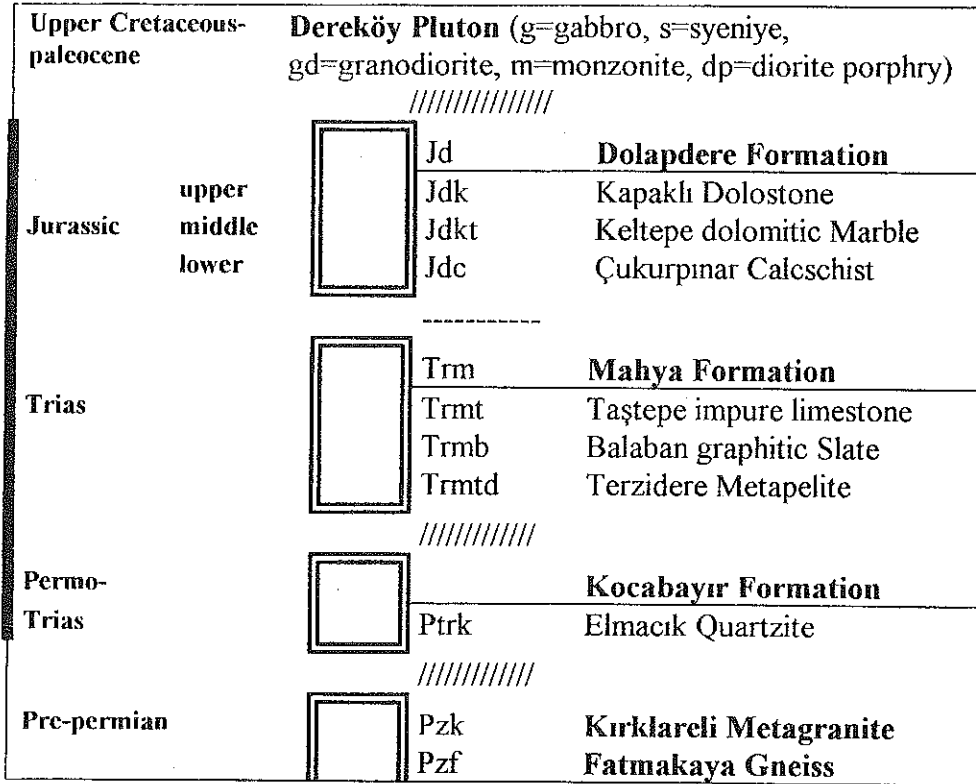 Upper Cretaceous- Dereköy Pluton (g=gabbro, s=syeniye,
paleocene gd=granodiorite, m=monzonite, dp=diorite porphry)
////////////////
Jd Dolapdere Formation
upper Jdk Kapaklı Dolostone
Jurassic middle Jdkt Keltepe dolomitic Marble
lower Jdc Çukurpınar Calcschist
-----------
Trm Mahya Formation
Trias Trmt Taştepe impure limestone
Trmb Balaban graphitic Slate
Trmtd Terzidere Metapelite
/////////////
Permo- Kocabayır Formation
Trias Ptrk Elmacık Quartzite
/////////////
Pre-permian Pzk Kırklareli Metagranite
Pzf Fatmakaya Gneiss